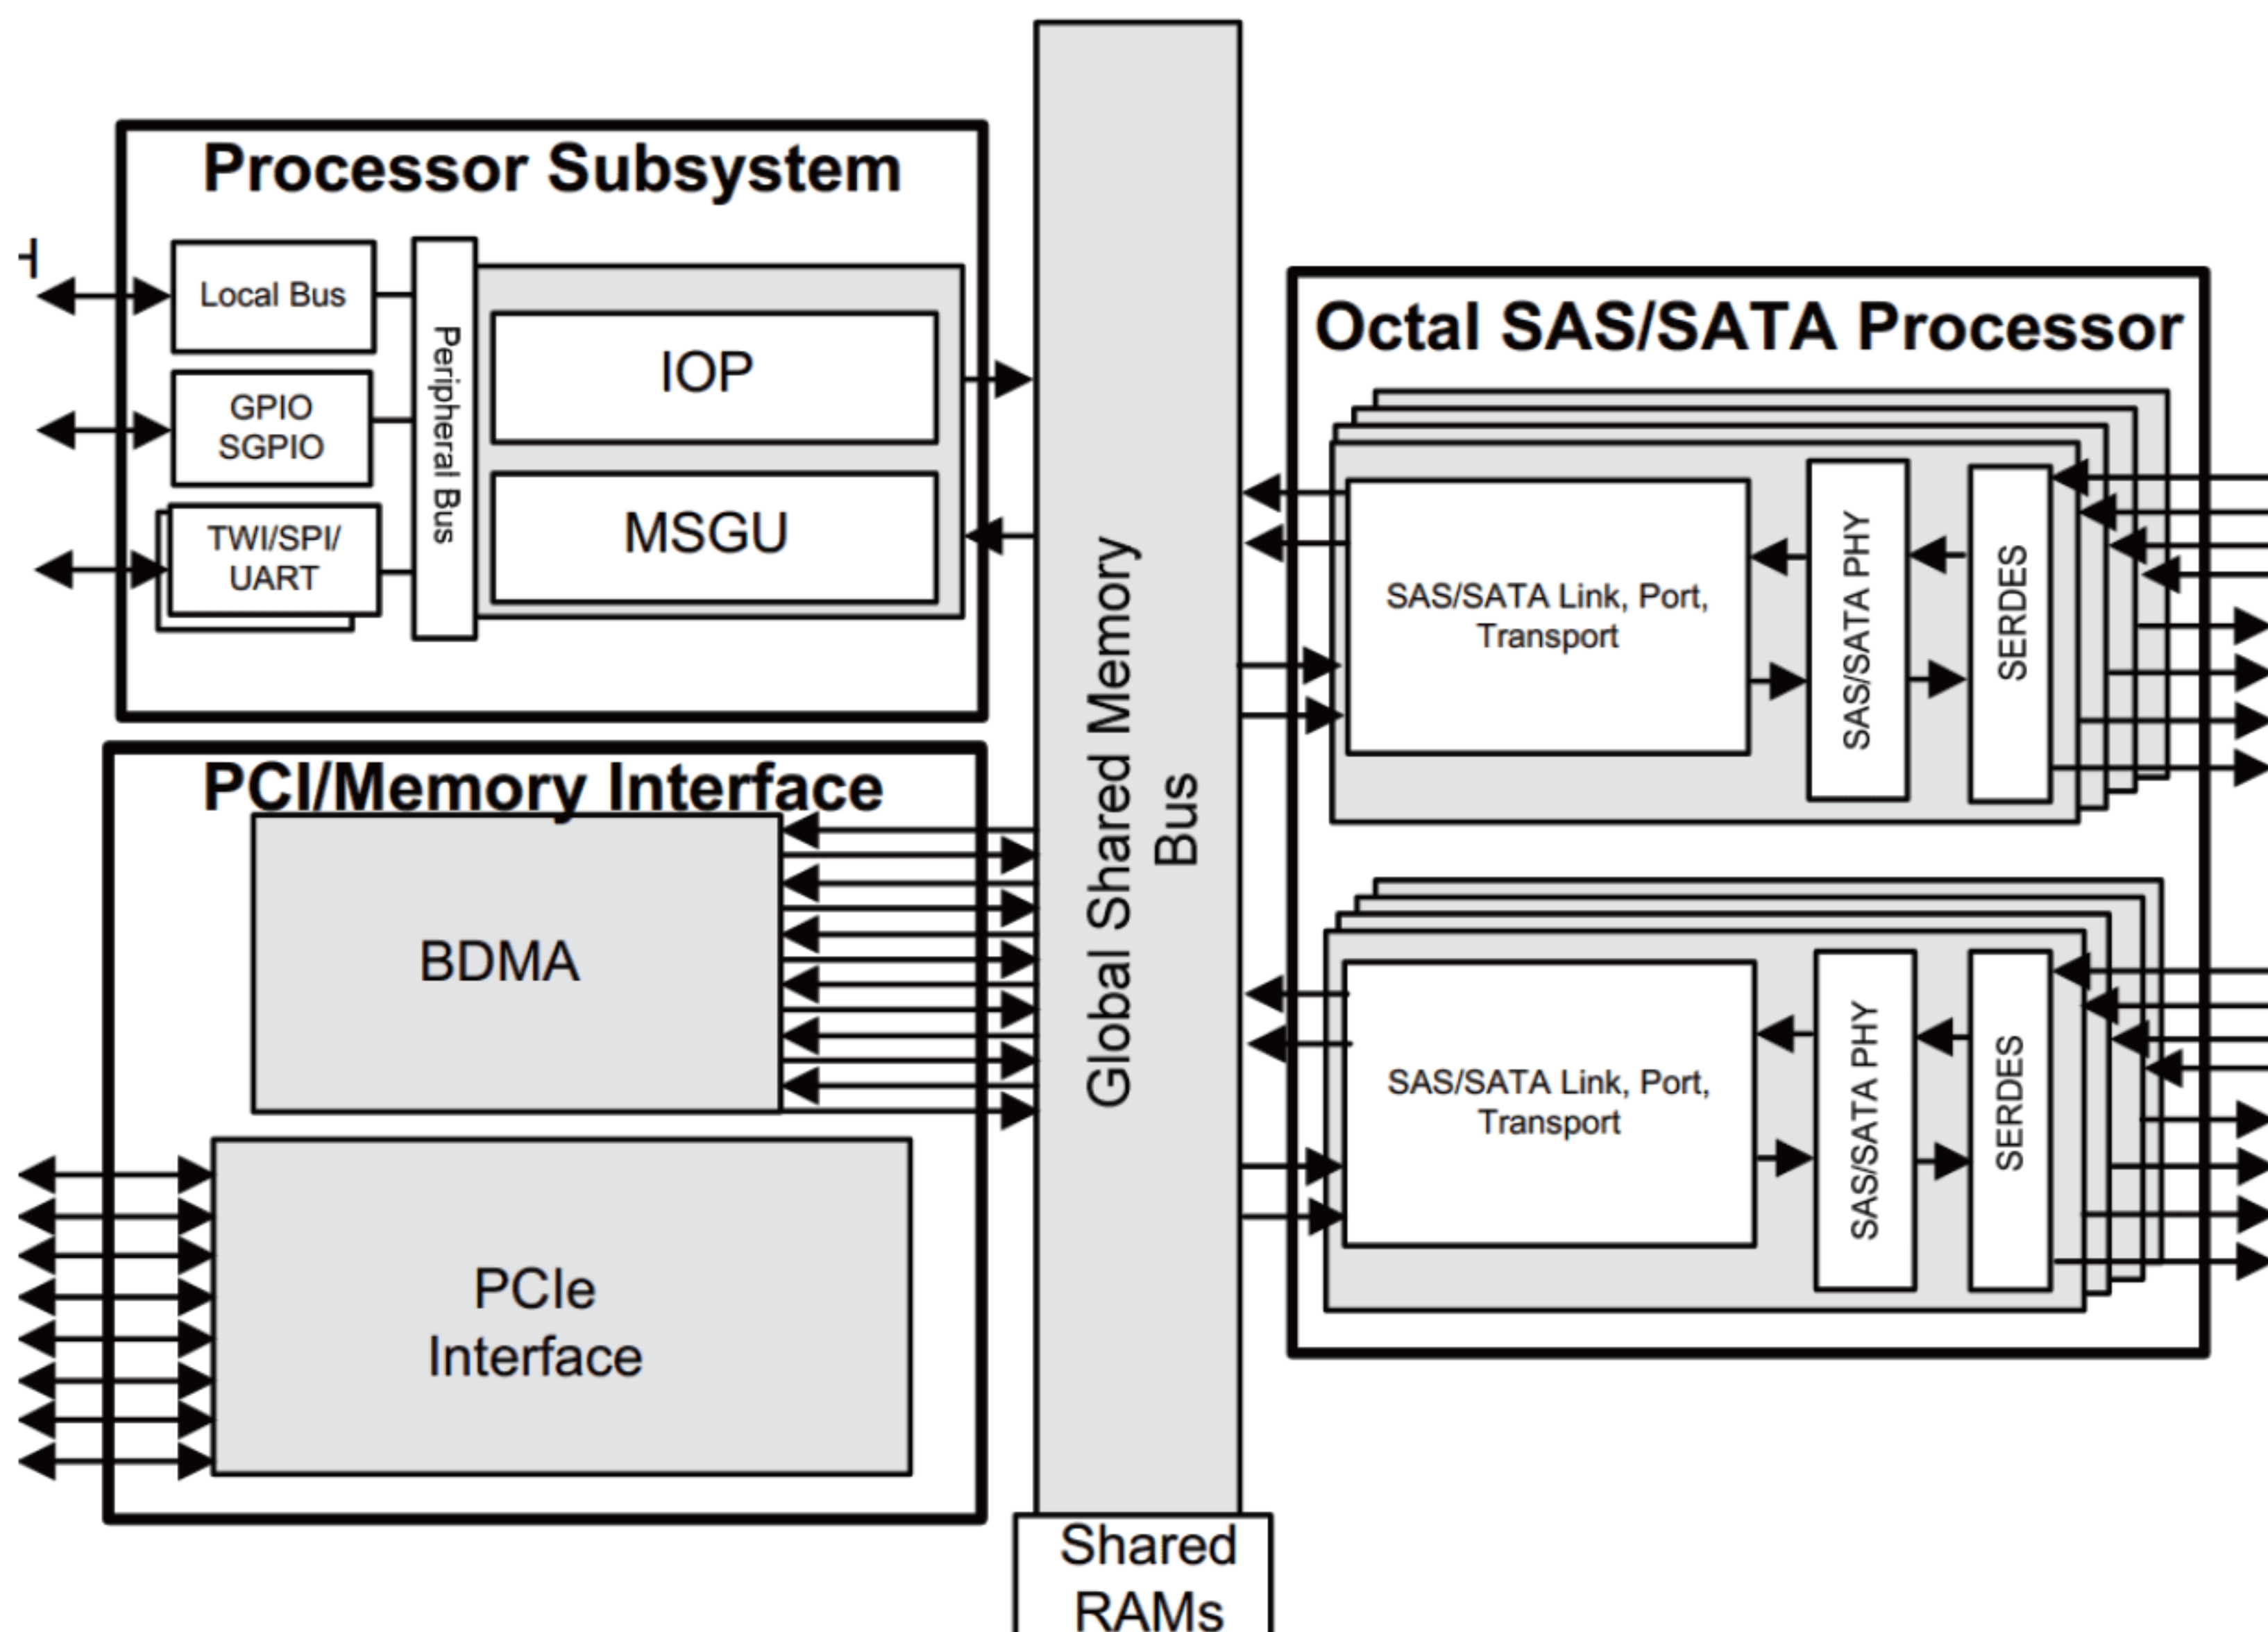 Processor Subsystem
Local Bus
GPIO
SGPIO
TWI/SPI/
UART
Peripheral Bus
IOP
MSGU
PCI/Memory Interface
BDMA
PCIe
Interface
Global Shared Memory
Bus
Shared
RAMs
Octal SAS/SATA Processor
SAS/SATA Link, Port,
Transport
SAS/SATA PHY
SERDES
SAS/SATA Link, Port,
Transport
SAS/SATA PHY
SERDES